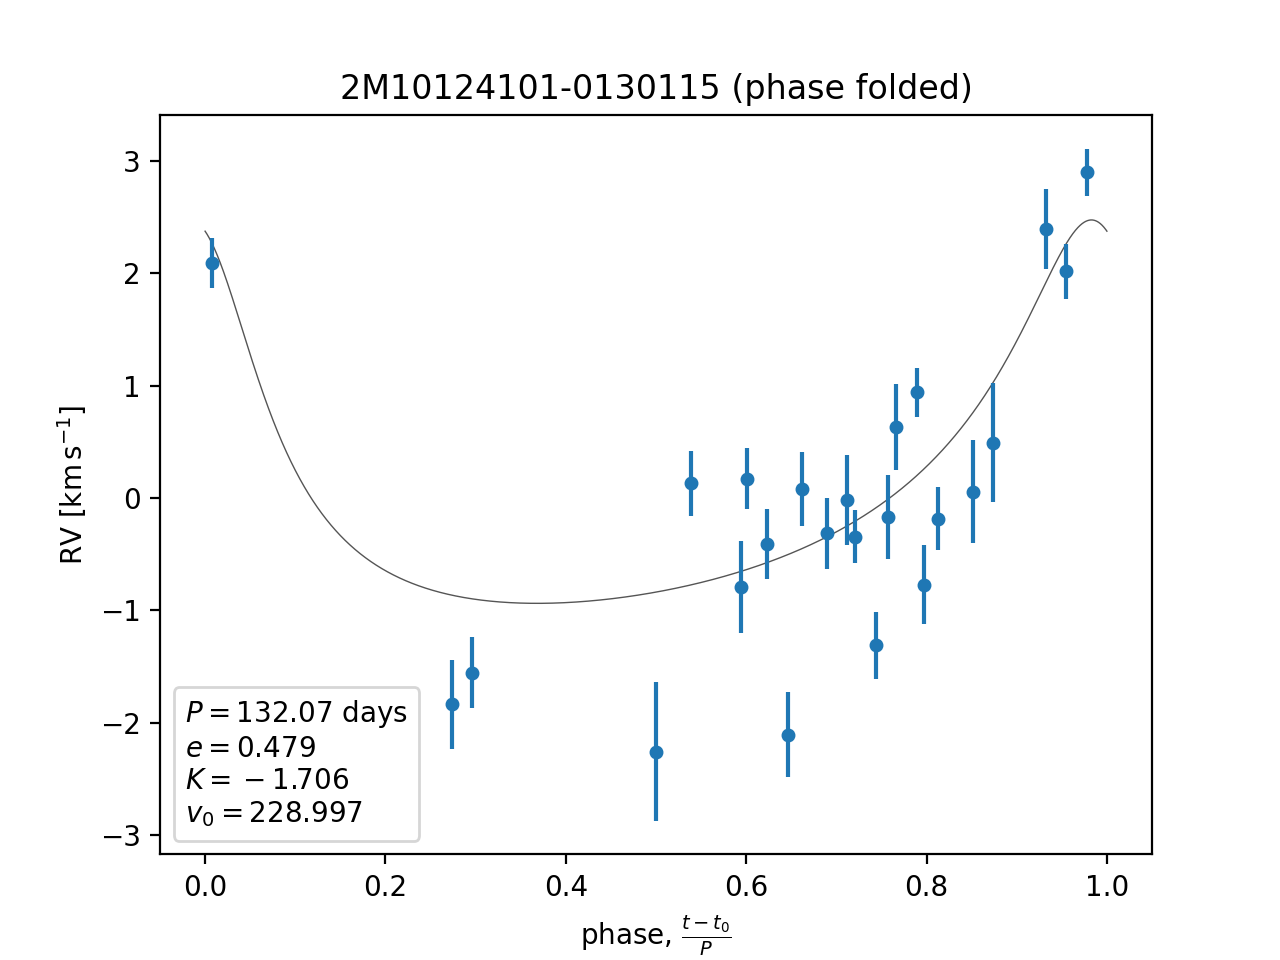 2M10124101-0130115 (phase folded)
3
2
1
0
−1
−2
−3
RV [km s⁻¹]
P = 132.07 days
e = 0.479
K = −1.706
v₀ = 228.997
0.0 0.2 0.4 0.6 0.8 1.0
phase, (t − t₀)/P